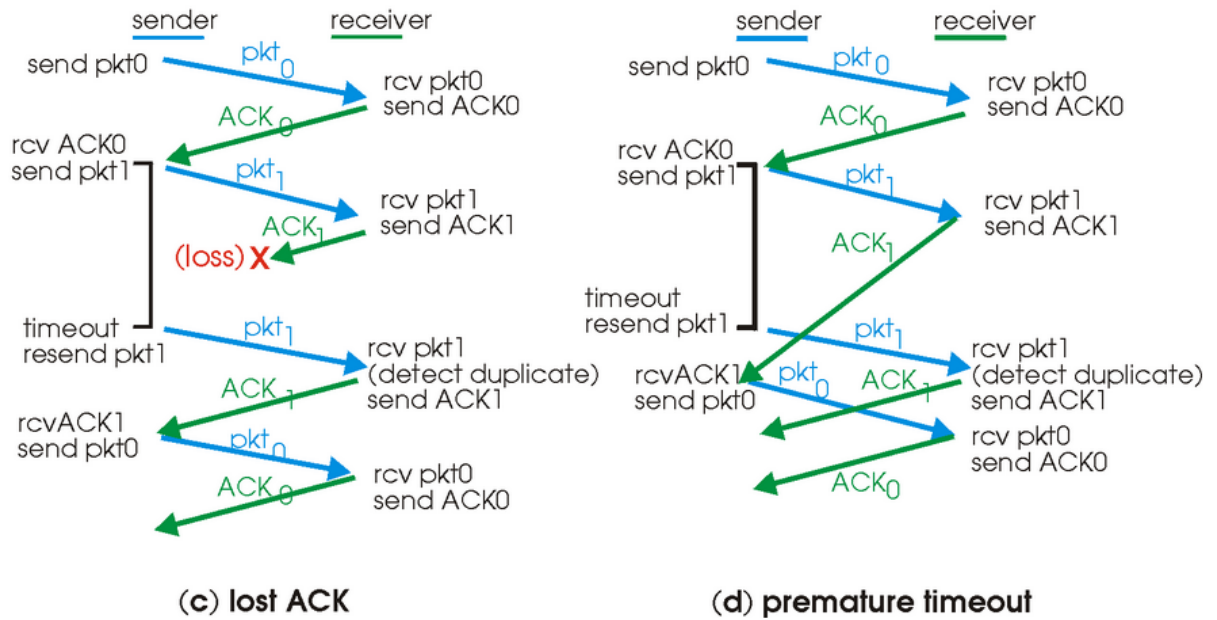 sender
receiver
send pkt0
pkt0
rcv pkt0
send ACK0
ACK0
rcv ACK0
send pkt1
pkt1
rcv pkt1
send ACK1
ACK1
(loss) X
timeout
resend pkt1
pkt1
rcv pkt1
(detect duplicate)
send ACK1
ACK1
rcvACK1
send pkt0
pkt0
rcv pkt0
send ACK0
ACK0
(c) lost ACK
sender
receiver
send pkt0
pkt0
rcv pkt0
send ACK0
ACK0
rcv ACK0
send pkt1
pkt1
rcv pkt1
send ACK1
ACK1
timeout
resend pkt1
pkt1
rcv pkt1
(detect duplicate)
send ACK1
rcvACK1
send pkt0
pkt0
ACK1
rcv pkt0
send ACK0
ACK0
(d) premature timeout